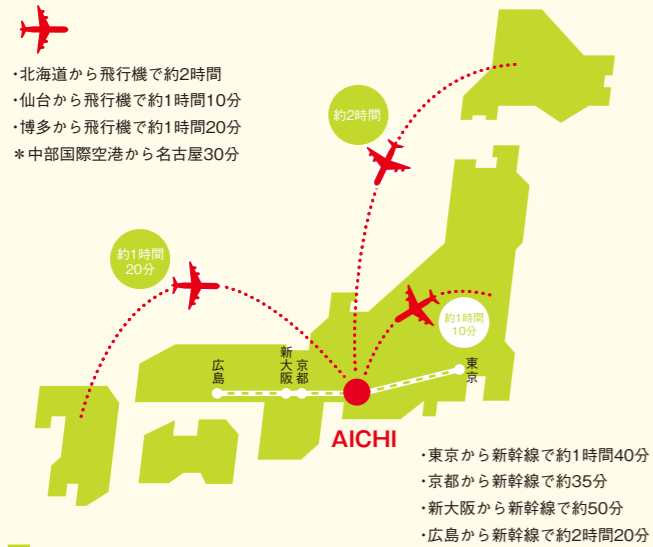 ・北海道から飛行機で約2時間
・仙台から飛行機で約1時間10分
・博多から飛行機で約1時間20分
＊中部国際空港から名古屋30分
約2時間
約1時間
20分
約1時間
10分
広島
新大阪
京都
東京
AICHI
・東京から新幹線で約1時間40分
・京都から新幹線で約35分
・新大阪から新幹線で約50分
・広島から新幹線で約2時間20分